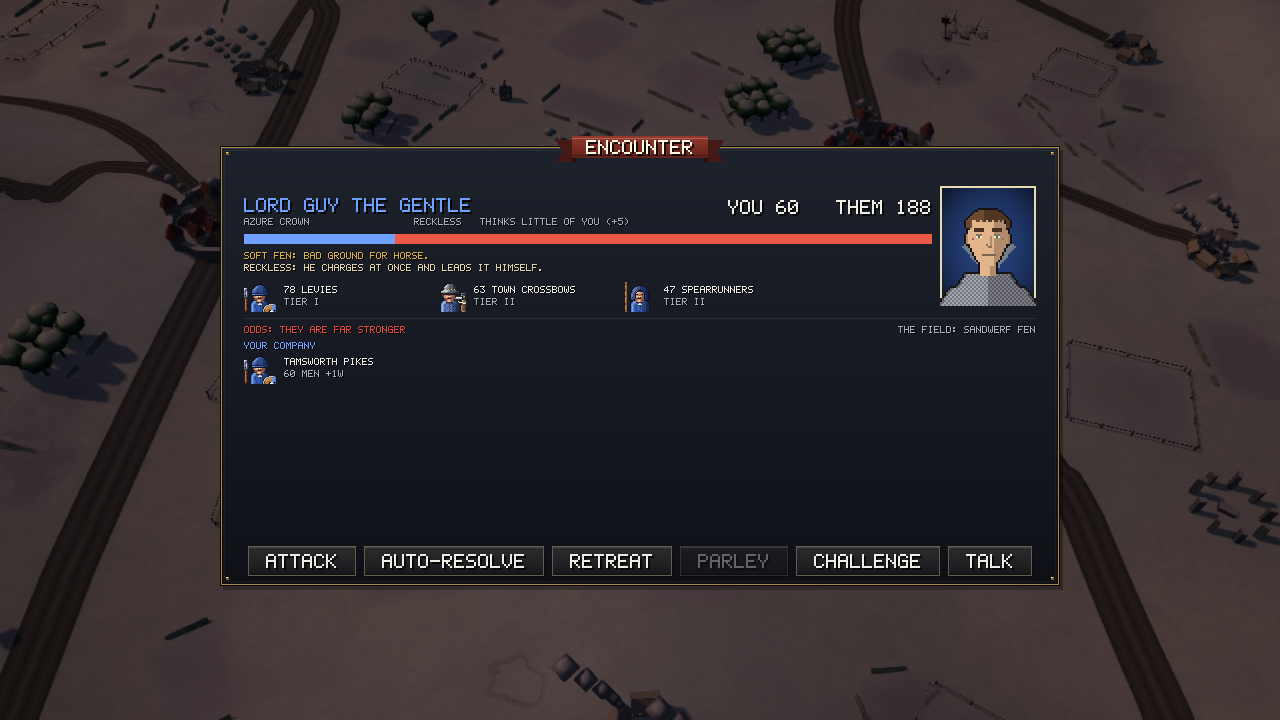 ENCOUNTER
LORD GUY THE GENTLE
YOU 60 THEM 188
AZURE CROWN RECKLESS THINKS LITTLE OF YOU (+5)
SOFT FEN: BAD GROUND FOR HORSE.
RECKLESS: HE CHARGES AT ONCE AND LEADS IT HIMSELF.
78 LEVIES
TIER I
63 TOWN CROSSBOWS
TIER II
47 SPEARRUNNERS
TIER II
ODDS: THEY ARE FAR STRONGER
THE FIELD: SANDWERF FEN
YOUR COMPANY
TAMSWORTH PIKES
60 MEN +1W
ATTACK
AUTO-RESOLVE
RETREAT
PARLEY
CHALLENGE
TALK